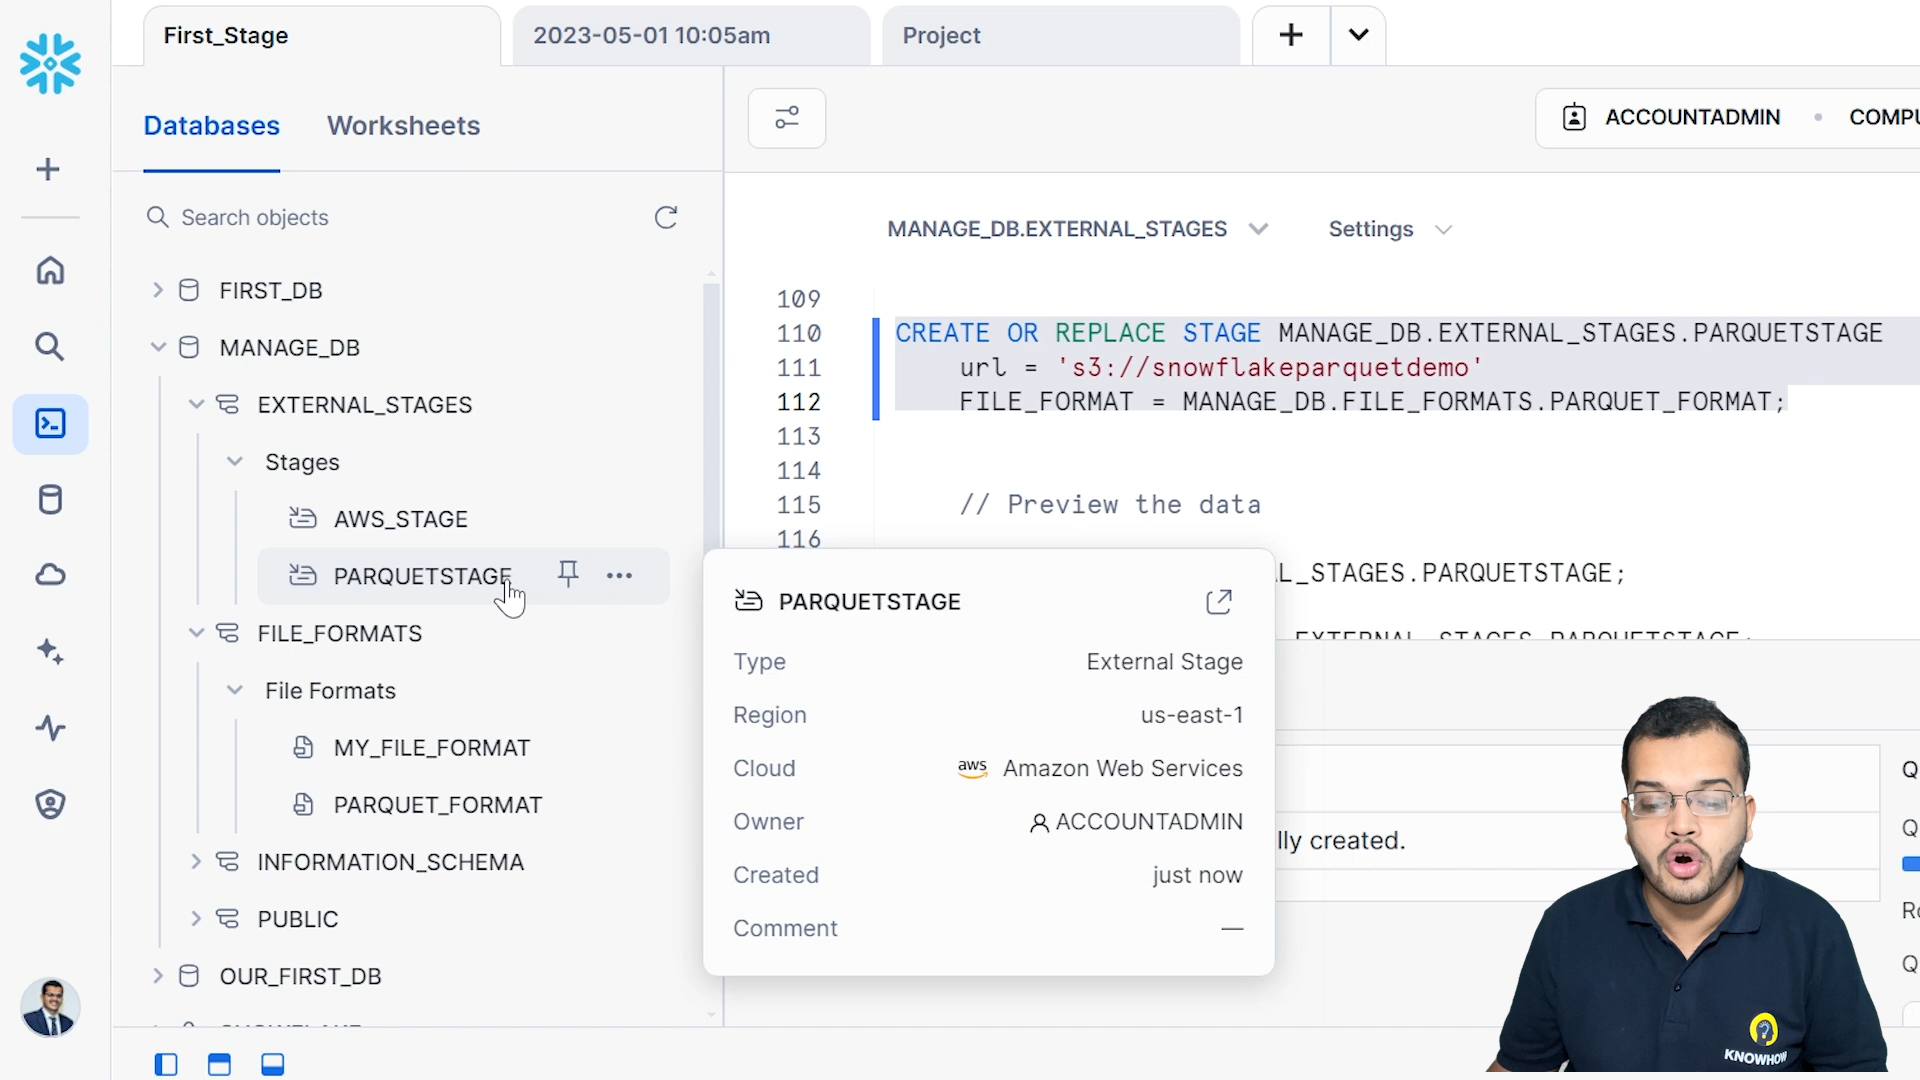 First_Stage
2023-05-01 10:05am
Project
Databases
Worksheets
ACCOUNTADMIN
Search objects
MANAGE_DB.EXTERNAL_STAGES
Settings
FIRST_DB
MANAGE_DB
EXTERNAL_STAGES
Stages
AWS_STAGE
PARQUETSTAGE
FILE_FORMATS
File Formats
MY_FILE_FORMAT
PARQUET_FORMAT
INFORMATION_SCHEMA
PUBLIC
OUR_FIRST_DB
109
110 CREATE OR REPLACE STAGE MANAGE_DB.EXTERNAL_STAGES.PARQUETSTAGE
111 url = 's3://snowflakeparquetdemo'
112 FILE_FORMAT = MANAGE_DB.FILE_FORMATS.PARQUET_FORMAT;
113
114
115 // Preview the data
116
L_STAGES.PARQUETSTAGE;
EXTERNAL_STAGES.PARQUETSTAGE;
PARQUETSTAGE
Type External Stage
Region us-east-1
Cloud aws Amazon Web Services
Owner ACCOUNTADMIN
Created just now
Comment —
lly created.
KNOWHOW